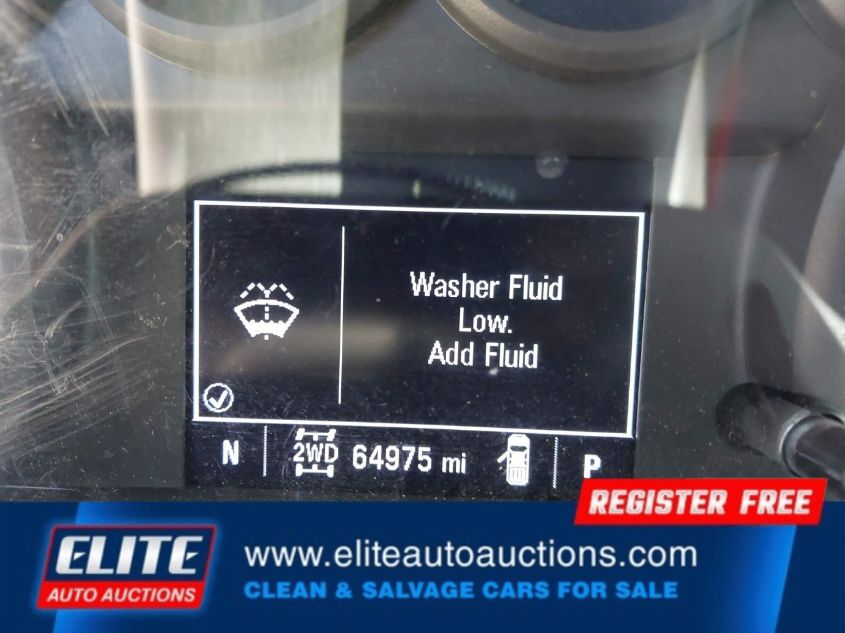 Washer Fluid
Low.
Add Fluid
N 2WD 64975 mi P
REGISTER FREE
ELITE
AUTO AUCTIONS
www.eliteautoauctions.com
CLEAN & SALVAGE CARS FOR SALE